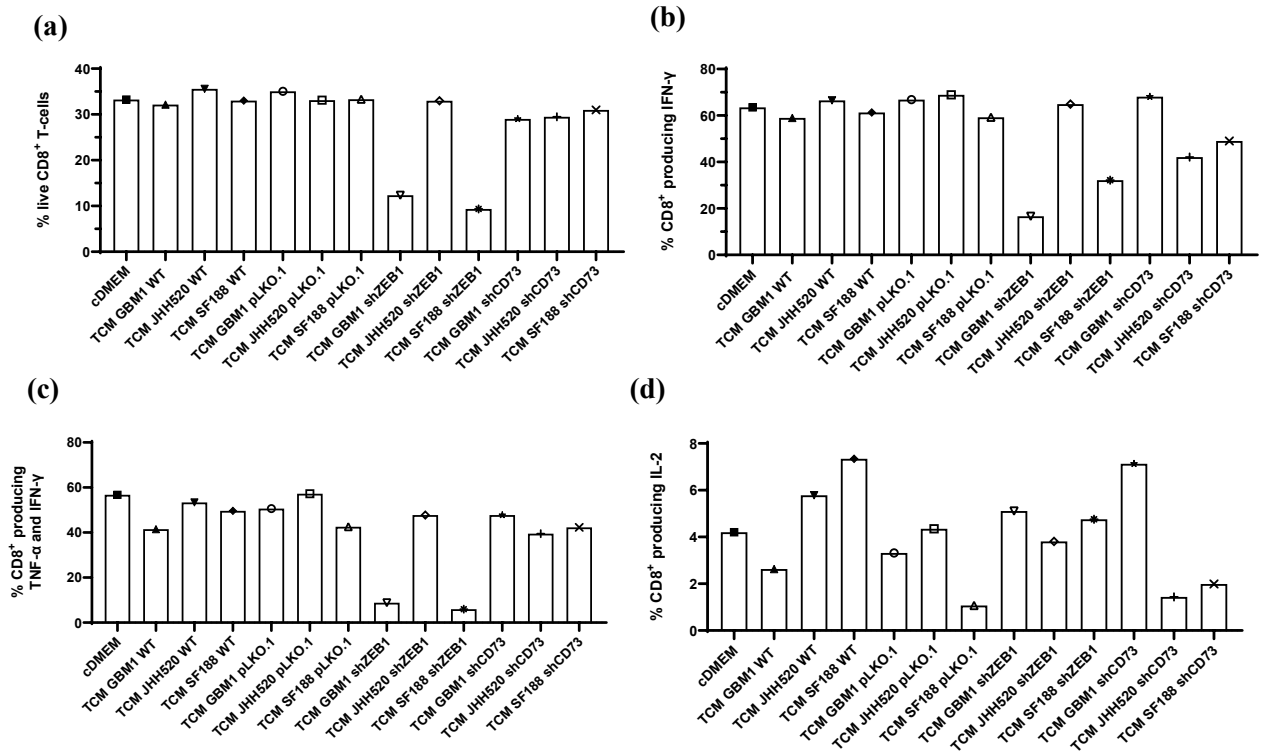 (a)
% live CD8⁺ T-cells
40
30
20
10
0
cDMEM
TCM GBM1 WT
TCM JHH520 WT
TCM SF188 WT
TCM GBM1 pLKO.1
TCM JHH520 pLKO.1
TCM SF188 pLKO.1
TCM GBM1 shZEB1
TCM JHH520 shZEB1
TCM SF188 shZEB1
TCM GBM1 shCD73
TCM JHH520 shCD73
TCM SF188 shCD73
(b)
% CD8⁺ producing IFN-γ
80
60
40
20
0
cDMEM
TCM GBM1 WT
TCM JHH520 WT
TCM SF188 WT
TCM GBM1 pLKO.1
TCM JHH520 pLKO.1
TCM SF188 pLKO.1
TCM GBM1 shZEB1
TCM JHH520 shZEB1
TCM SF188 shZEB1
TCM GBM1 shCD73
TCM JHH520 shCD73
TCM SF188 shCD73
(c)
% CD8⁺ producing
TNF-α and IFN-γ
80
60
40
20
0
cDMEM
TCM GBM1 WT
TCM JHH520 WT
TCM SF188 WT
TCM GBM1 pLKO.1
TCM JHH520 pLKO.1
TCM SF188 pLKO.1
TCM GBM1 shZEB1
TCM JHH520 shZEB1
TCM SF188 shZEB1
TCM GBM1 shCD73
TCM JHH520 shCD73
TCM SF188 shCD73
(d)
% CD8⁺ producing IL-2
8
6
4
2
0
cDMEM
TCM GBM1 WT
TCM JHH520 WT
TCM SF188 WT
TCM GBM1 pLKO.1
TCM JHH520 pLKO.1
TCM SF188 pLKO.1
TCM GBM1 shZEB1
TCM JHH520 shZEB1
TCM SF188 shZEB1
TCM GBM1 shCD73
TCM JHH520 shCD73
TCM SF188 shCD73